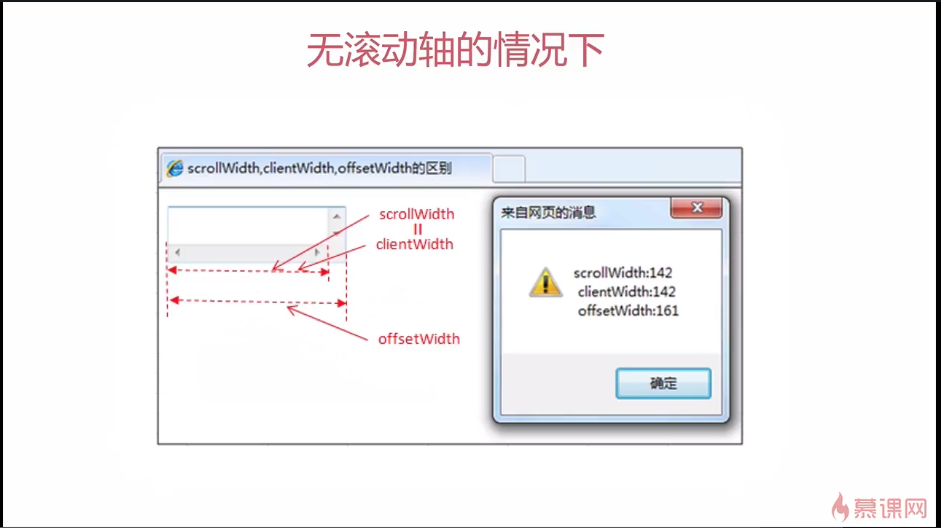 无滚动轴的情况下
scrollWidth,clientWidth,offsetWidth的区别
scrollWidth
=
clientWidth
offsetWidth
来自网页的消息
scrollWidth:142
clientWidth:142
offsetWidth:161
确定
慕课网